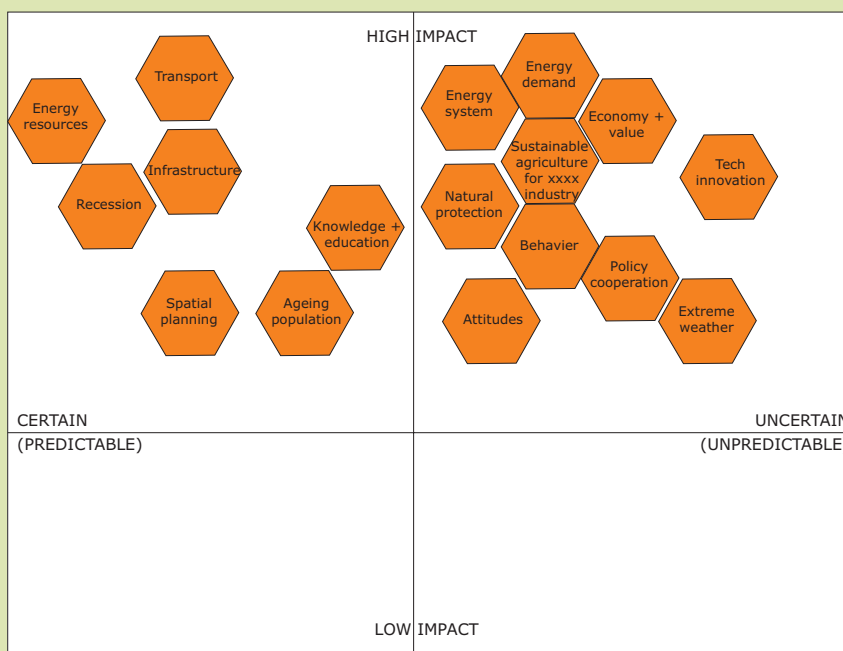 HIGH IMPACT
Transport
Energy
resources
Infrastructure
Recession
Knowledge +
education
Spatial
planning
Ageing
population
Energy
demand
Energy
system
Economy +
value
Sustainable
agriculture
for xxxx
industry
Tech
innovation
Natural
protection
Behavier
Policy
cooperation
Attitudes
Extreme
weather
CERTAIN
(PREDICTABLE)
UNCERTAIN
(UNPREDICTABLE
LOW IMPACT